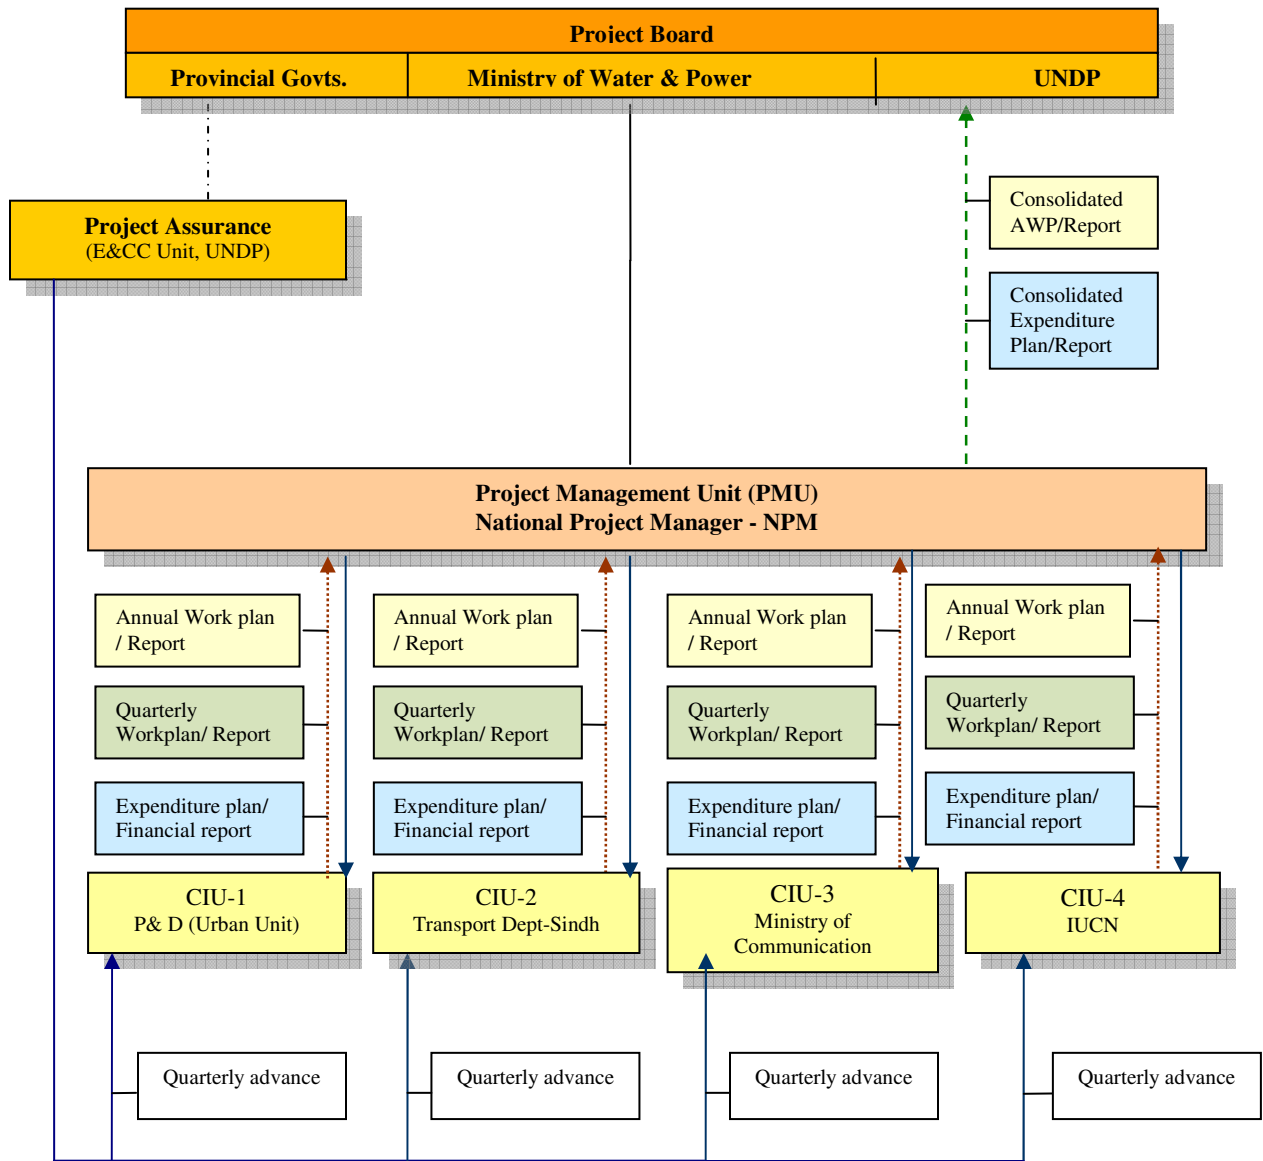 Project Board
Provincial Govts.
Ministry of Water & Power
UNDP
Consolidated
AWP/Report
Project Assurance
(E&CC Unit, UNDP)
Consolidated
Expenditure
Plan/Report
Project Management Unit (PMU)
National Project Manager - NPM
Annual Work plan
/ Report
Annual Work plan
/ Report
Annual Work plan
/ Report
Annual Work plan
/ Report
Quarterly
Workplan/ Report
Quarterly
Workplan/ Report
Quarterly
Workplan/ Report
Quarterly
Workplan/ Report
Expenditure plan/
Financial report
Expenditure plan/
Financial report
Expenditure plan/
Financial report
Expenditure plan/
Financial report
CIU-1
P& D (Urban Unit)
CIU-2
Transport Dept-Sindh
CIU-3
Ministry of
Communication
CIU-4
IUCN
Quarterly advance
Quarterly advance
Quarterly advance
Quarterly advance